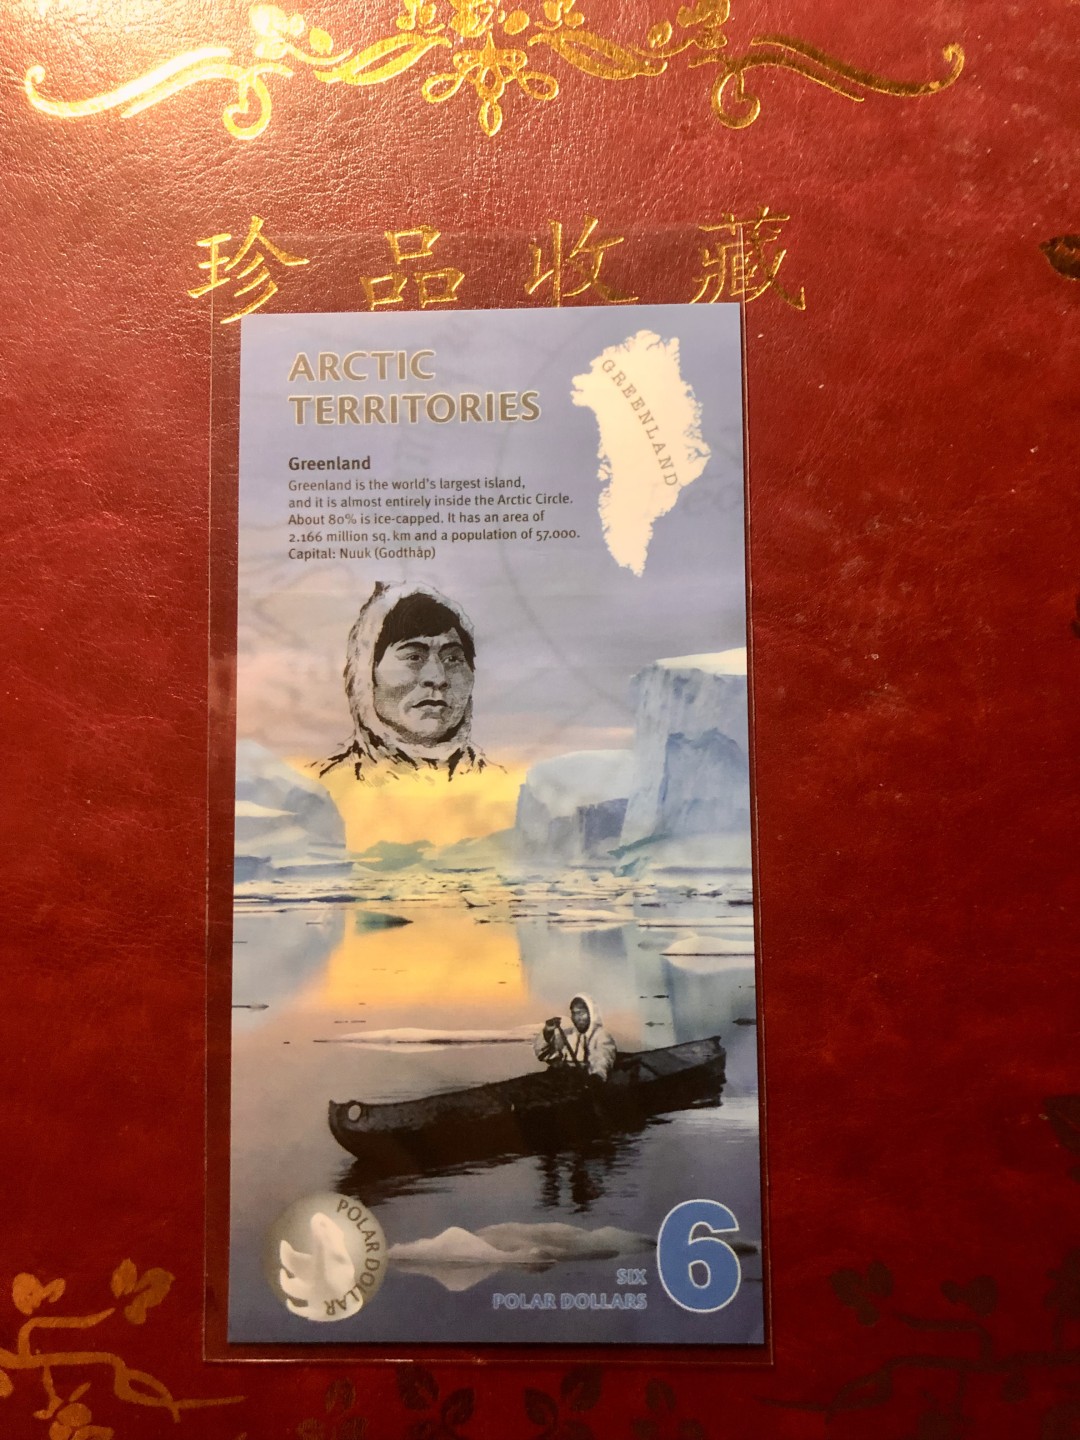 珍品收藏
ARCTIC
TERRITORIES
GREENLAND
Greenland
Greenland is the world's largest island,
and it is almost entirely inside the Arctic Circle.
About 80% is ice-capped. It has an area of
2.166 million sq. km and a population of 57.000.
Capital: Nuuk (Godthåp)
POLAR DOLLAR
SIX
POLAR DOLLARS
6